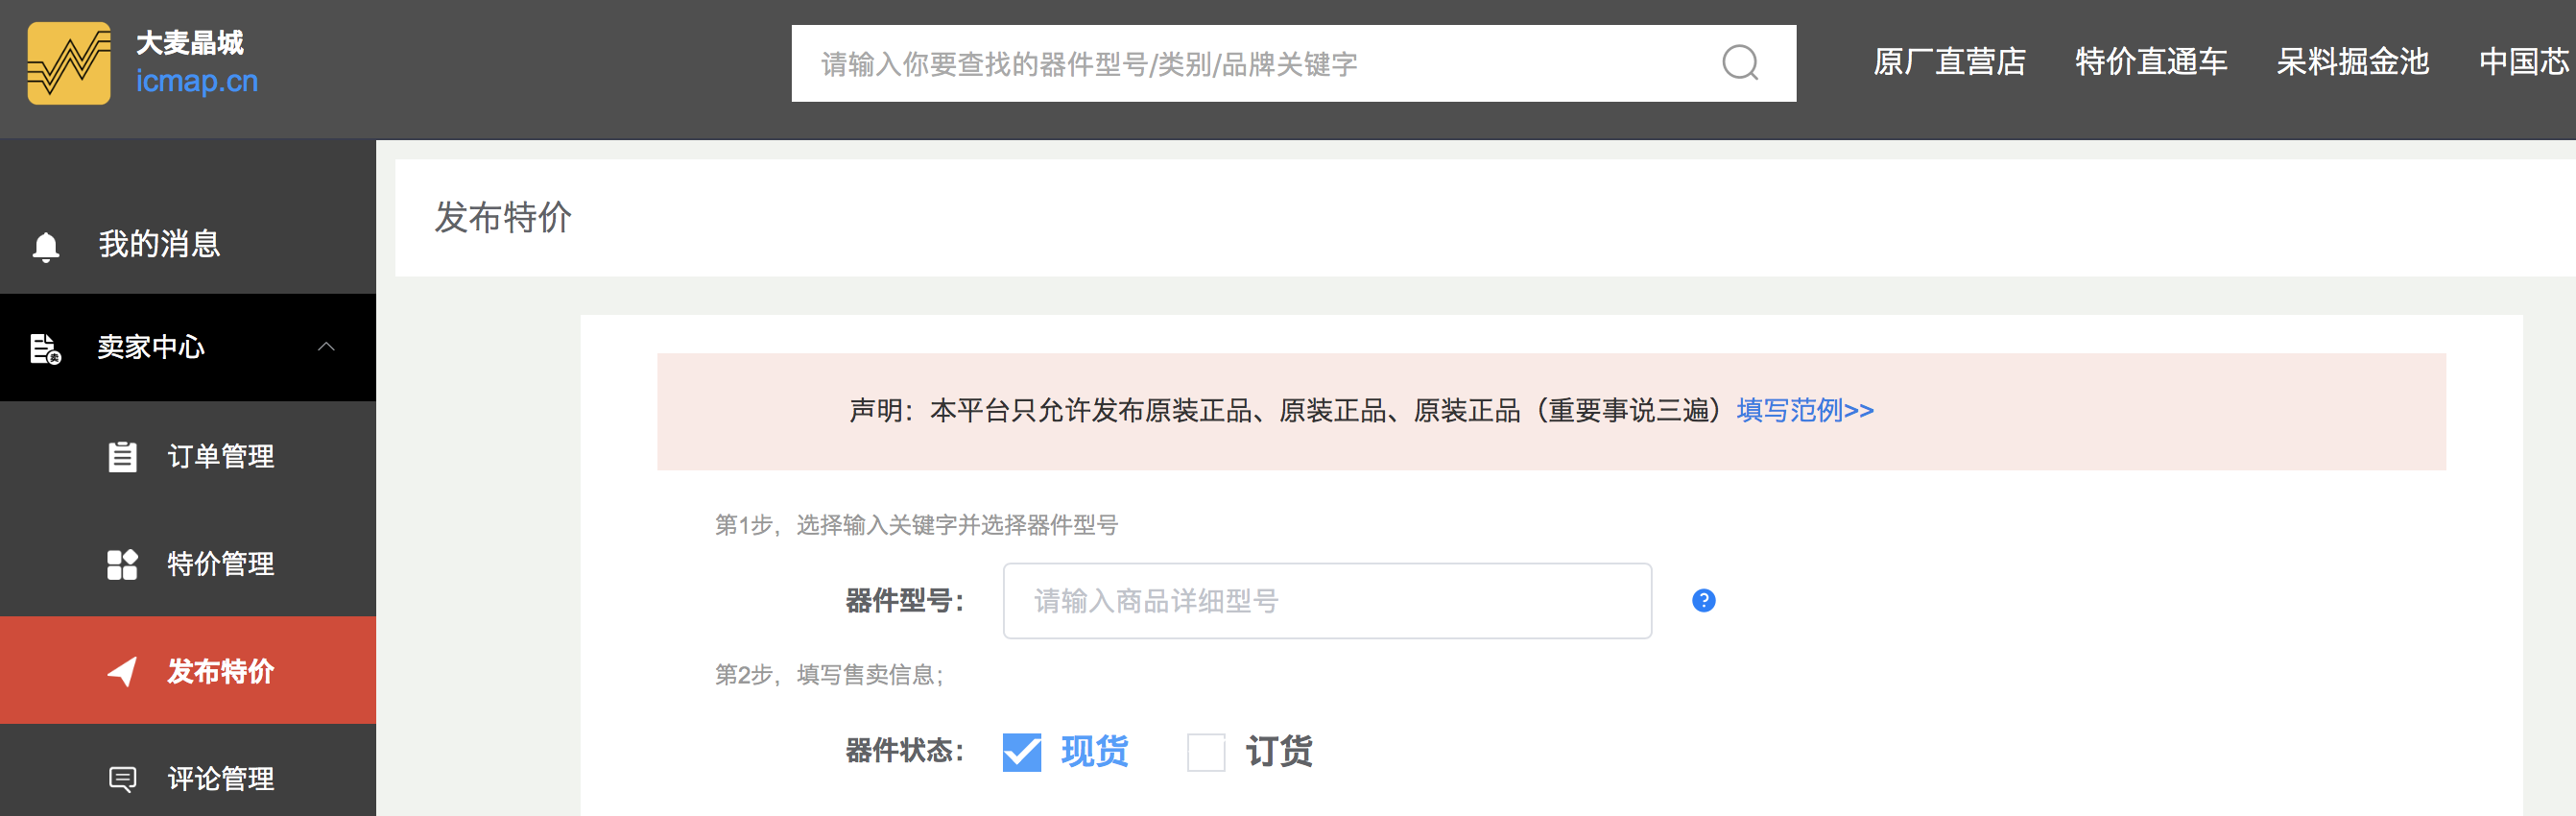 大麦晶城
icmap.cn
请输入你要查找的器件型号/类别/品牌关键字
原厂直营店 特价直通车 呆料掘金池 中国芯
我的消息
卖家中心
订单管理
特价管理
发布特价
评论管理
发布特价
声明：本平台只允许发布原装正品、原装正品、原装正品（重要事说三遍）填写范例>>
第1步，选择输入关键字并选择器件型号
器件型号： 请输入商品详细型号 ?
第2步，填写售卖信息；
器件状态： 现货 订货